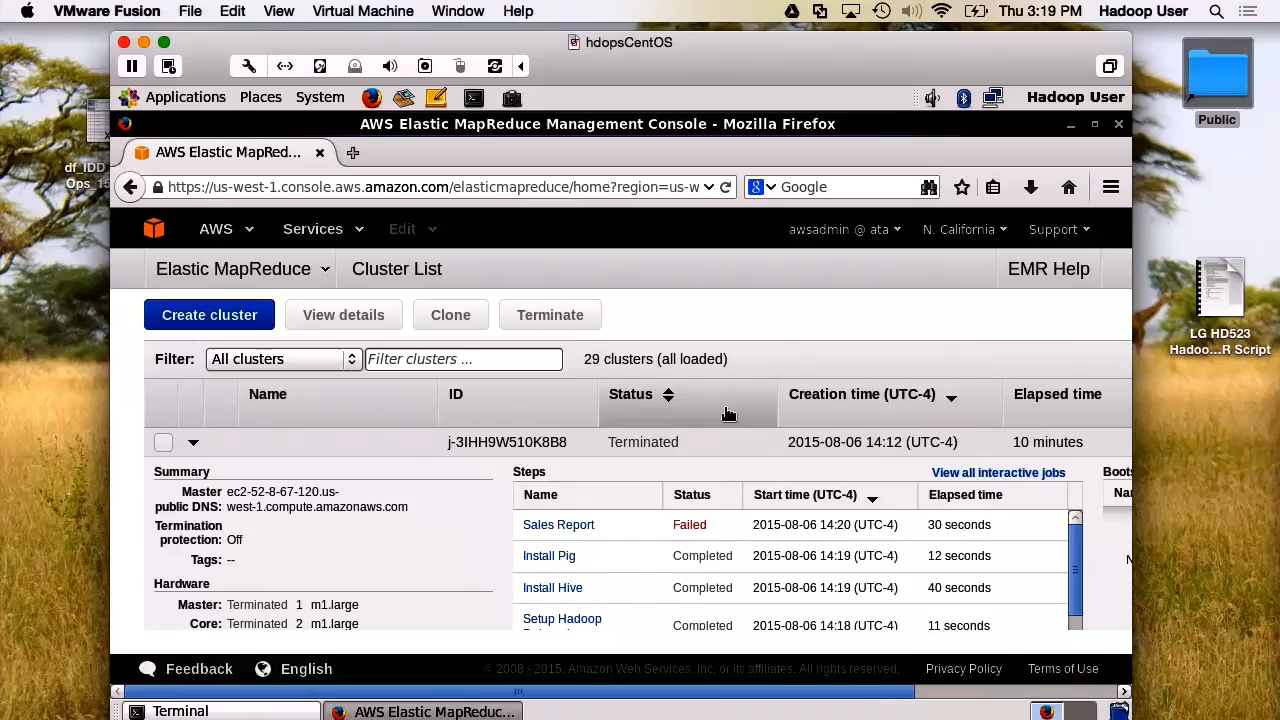 VMware Fusion File Edit View Virtual Machine Window Help Thu 3:19 PM Hadoop User
hdopsCentOS
Applications Places System Hadoop User
AWS Elastic MapReduce Management Console - Mozilla Firefox
AWS Elastic MapRed...
https://us-west-1.console.aws.amazon.com/elasticmapreduce/home?region=us-w Google
AWS Services Edit awsadmin @ ata N. California Support
Elastic MapReduce Cluster List EMR Help
Create cluster View details Clone Terminate
Filter: All clusters Filter clusters ... 29 clusters (all loaded)
Name ID Status Creation time (UTC-4) Elapsed time
j-3IHH9W510K8B8 Terminated 2015-08-06 14:12 (UTC-4) 10 minutes
Summary
Master public DNS: ec2-52-8-67-120.us-
west-1.compute.amazonaws.com
Termination
protection: Off
Tags: --
Hardware
Master: Terminated 1 m1.large
Core: Terminated 2 m1.large
Steps View all interactive jobs
Name Status Start time (UTC-4) Elapsed time
Sales Report Failed 2015-08-06 14:20 (UTC-4) 30 seconds
Install Pig Completed 2015-08-06 14:19 (UTC-4) 12 seconds
Install Hive Completed 2015-08-06 14:19 (UTC-4) 40 seconds
Setup Hadoop Completed 2015-08-06 14:18 (UTC-4) 11 seconds
Boots
Nar
Feedback English © 2008 - 2015, Amazon Web Services, Inc. or its affiliates. All rights reserved. Privacy Policy Terms of Use
Terminal AWS Elastic MapReduc...
Public
LG HD523
Hadoo...R Script
df_IDD
Ops_15